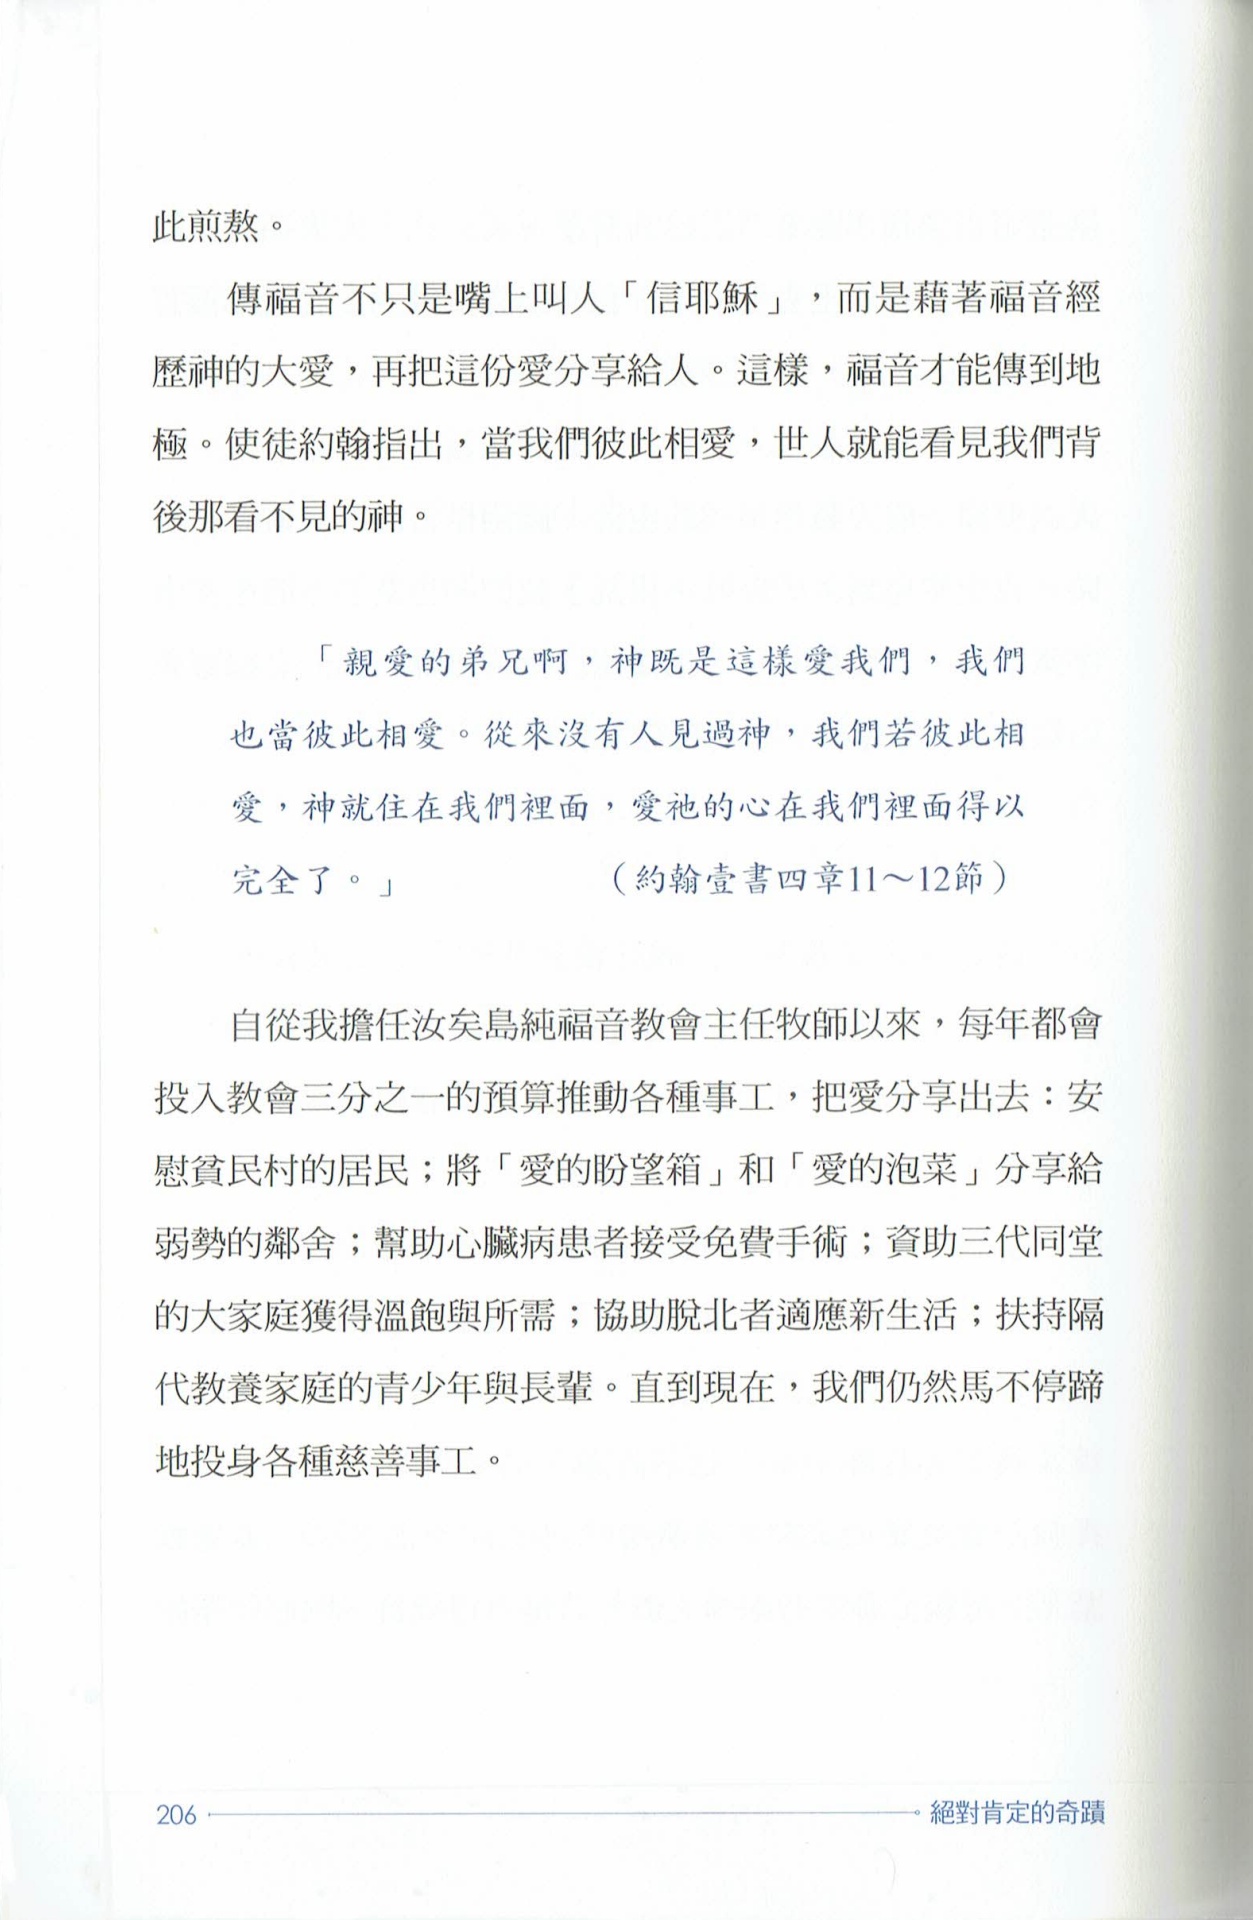 此煎熬。
傳福音不只是嘴上叫人「信耶穌」，而是藉著福音經
歷神的大愛，再把這份愛分享給人。這樣，福音才能傳到地
極。使徒約翰指出，當我們彼此相愛，世人就能看見我們背
後那看不見的神。
「親愛的弟兄啊，神既是這樣愛我們，我們
也當彼此相愛。從來沒有人見過神，我們若彼此相
愛，神就住在我們裡面，愛祂的心在我們裡面得以
完全了。」 （約翰壹書四章11～12節）
自從我擔任汝矣島純福音教會主任牧師以來，每年都會
投入教會三分之一的預算推動各種事工，把愛分享出去：安
慰貧民村的居民；將「愛的盼望箱」和「愛的泡菜」分享給
弱勢的鄰舍；幫助心臟病患者接受免費手術；資助三代同堂
的大家庭獲得溫飽與所需；協助脫北者適應新生活；扶持隔
代教養家庭的青少年與長輩。直到現在，我們仍然馬不停蹄
地投身各種慈善事工。
206 絕對肯定的奇蹟